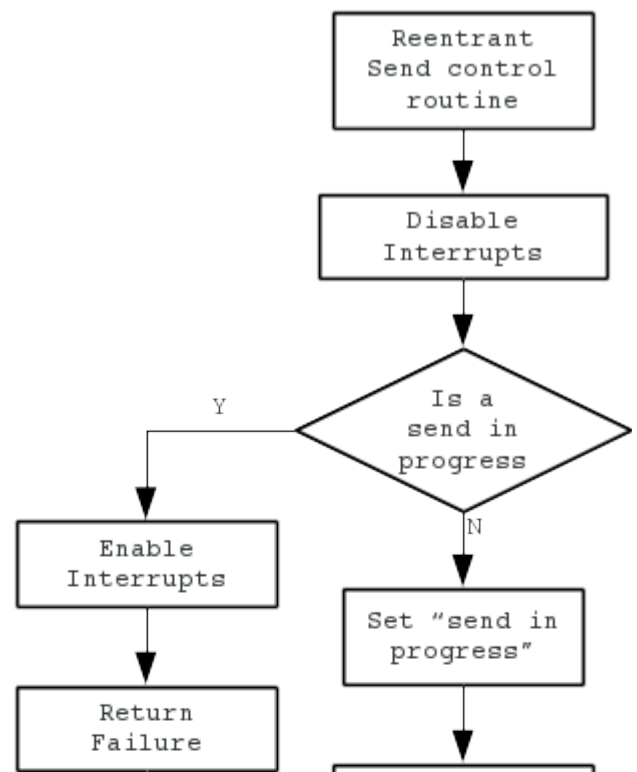 Reentrant
Send control
routine
Disable
Interrupts
Is a
send in
progress
Y
N
Enable
Interrupts
Set “send in
progress”
Return
Failure